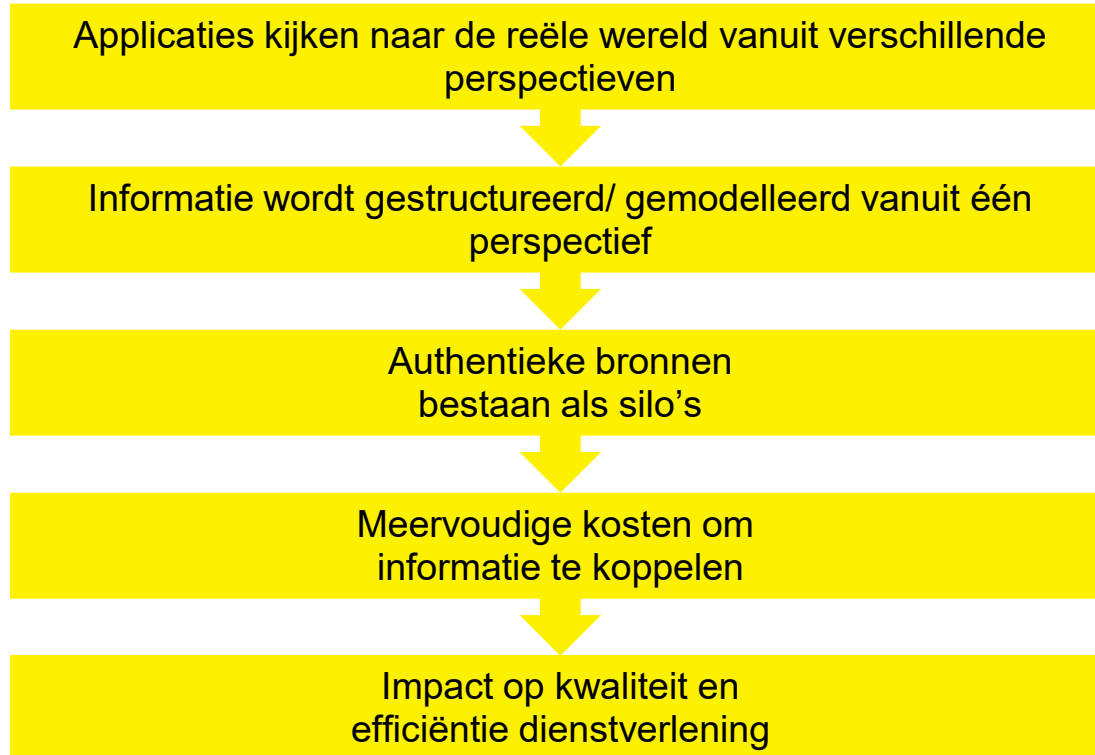 Applicaties kijken naar de reële wereld vanuit verschillende
perspectieven
Informatie wordt gestructureerd/ gemodelleerd vanuit één
perspectief
Authentieke bronnen
bestaan als silo’s
Meervoudige kosten om
informatie te koppelen
Impact op kwaliteit en
efficiëntie dienstverlening